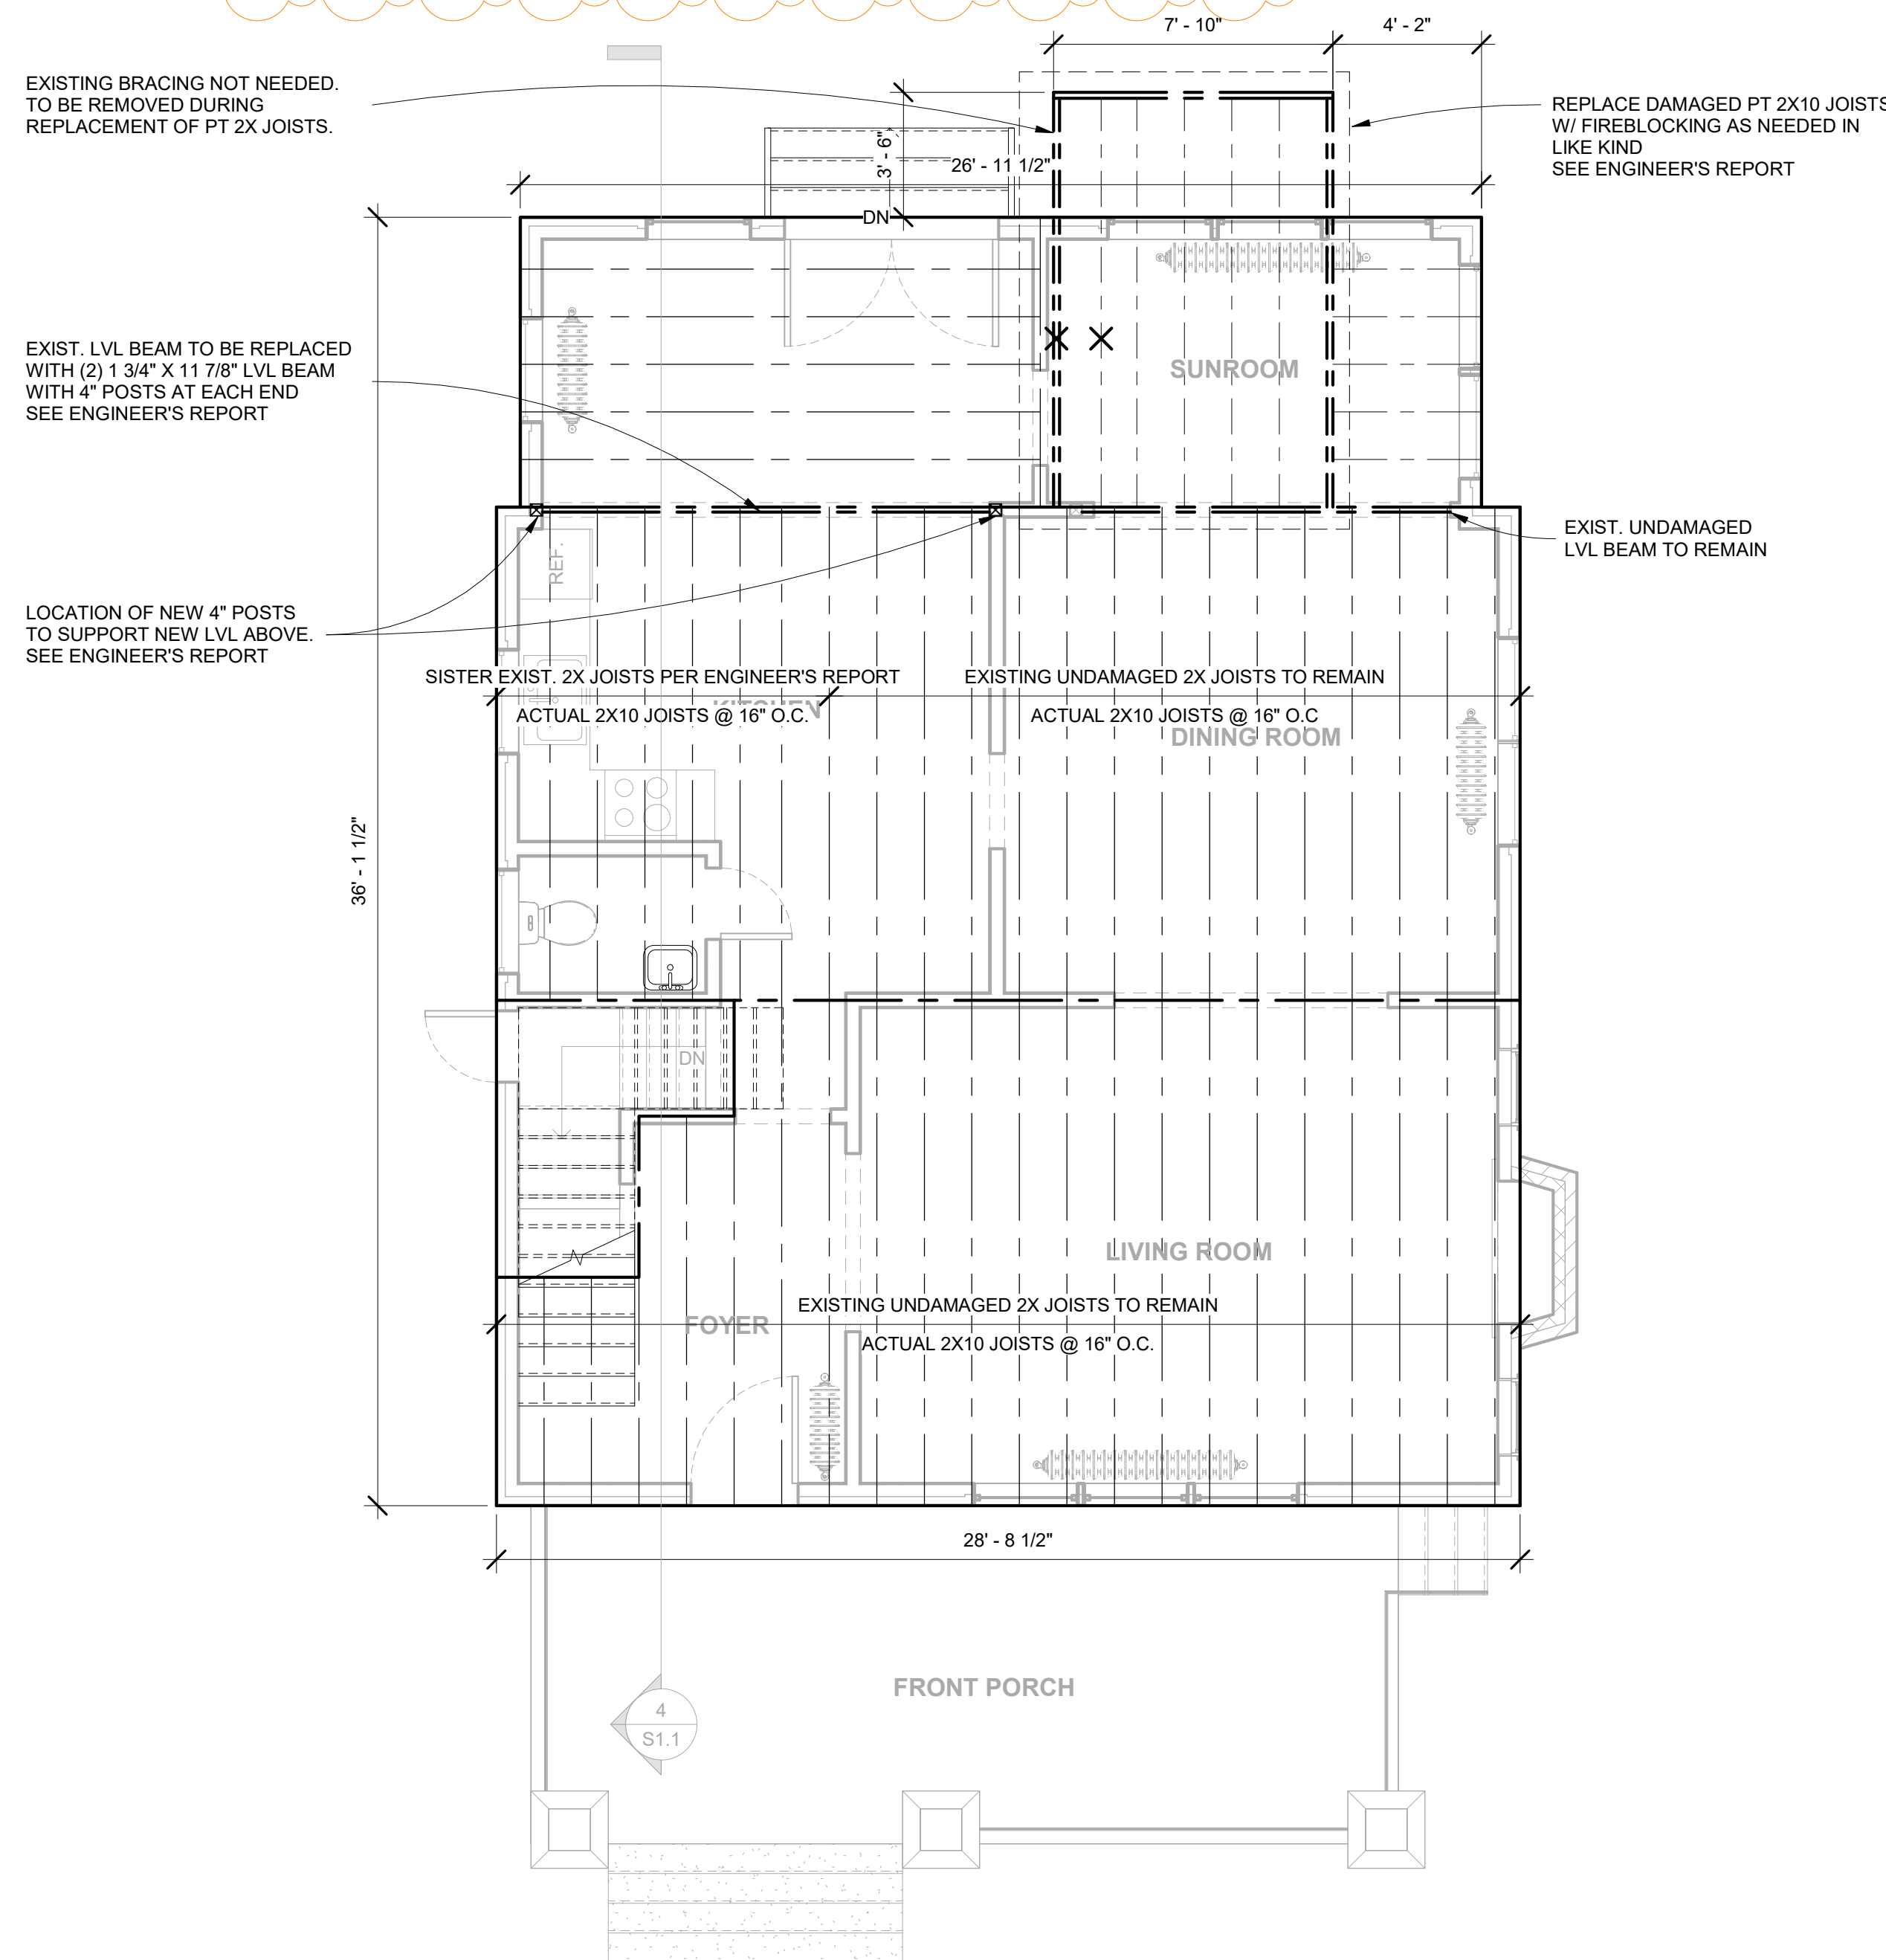 7' - 10"
4' - 2"
EXISTING BRACING NOT NEEDED.
TO BE REMOVED DURING
REPLACEMENT OF PT 2X JOISTS.
REPLACE DAMAGED PT 2X10 JOISTS
W/ FIREBLOCKING AS NEEDED IN
LIKE KIND
SEE ENGINEER'S REPORT
3' - 6"
26' - 11 1/2"
DN
EXIST. LVL BEAM TO BE REPLACED
WITH (2) 1 3/4" X 11 7/8" LVL BEAM
WITH 4" POSTS AT EACH END
SEE ENGINEER'S REPORT
SUNROOM
EXIST. UNDAMAGED
LVL BEAM TO REMAIN
REF.
LOCATION OF NEW 4" POSTS
TO SUPPORT NEW LVL ABOVE.
SEE ENGINEER'S REPORT
SISTER EXIST. 2X JOISTS PER ENGINEER'S REPORT
EXISTING UNDAMAGED 2X JOISTS TO REMAIN
KITCHEN
ACTUAL 2X10 JOISTS @ 16" O.C.
ACTUAL 2X10 JOISTS @ 16" O.C
DINING ROOM
36' - 1 1/2"
DN
LIVING ROOM
EXISTING UNDAMAGED 2X JOISTS TO REMAIN
FOYER
ACTUAL 2X10 JOISTS @ 16" O.C.
28' - 8 1/2"
FRONT PORCH
4
S1.1